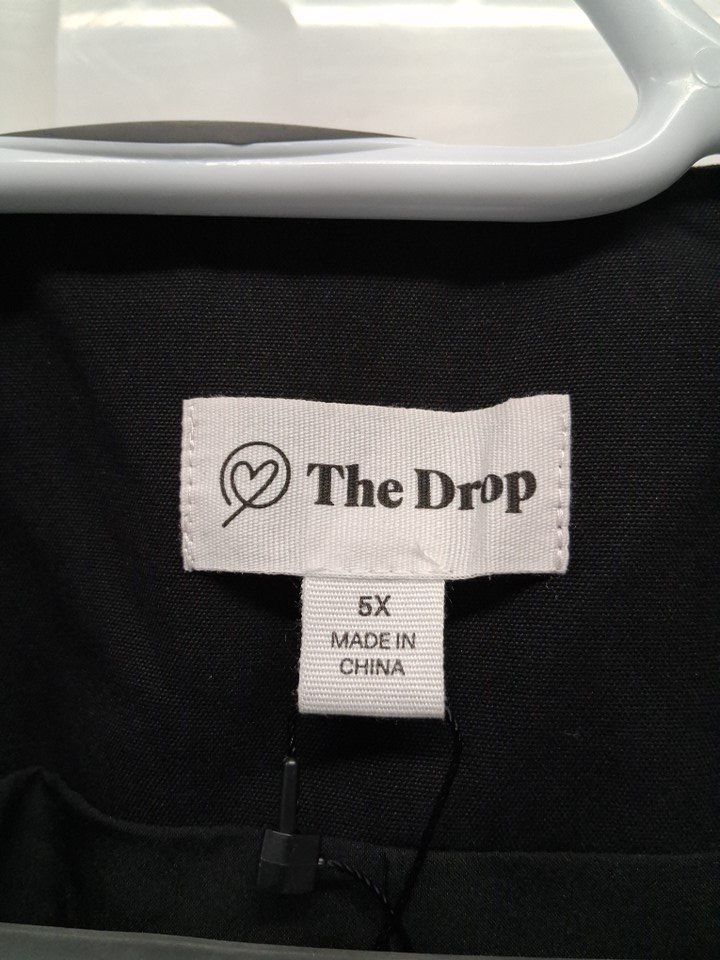 The Drop
5X
MADE IN
CHINA